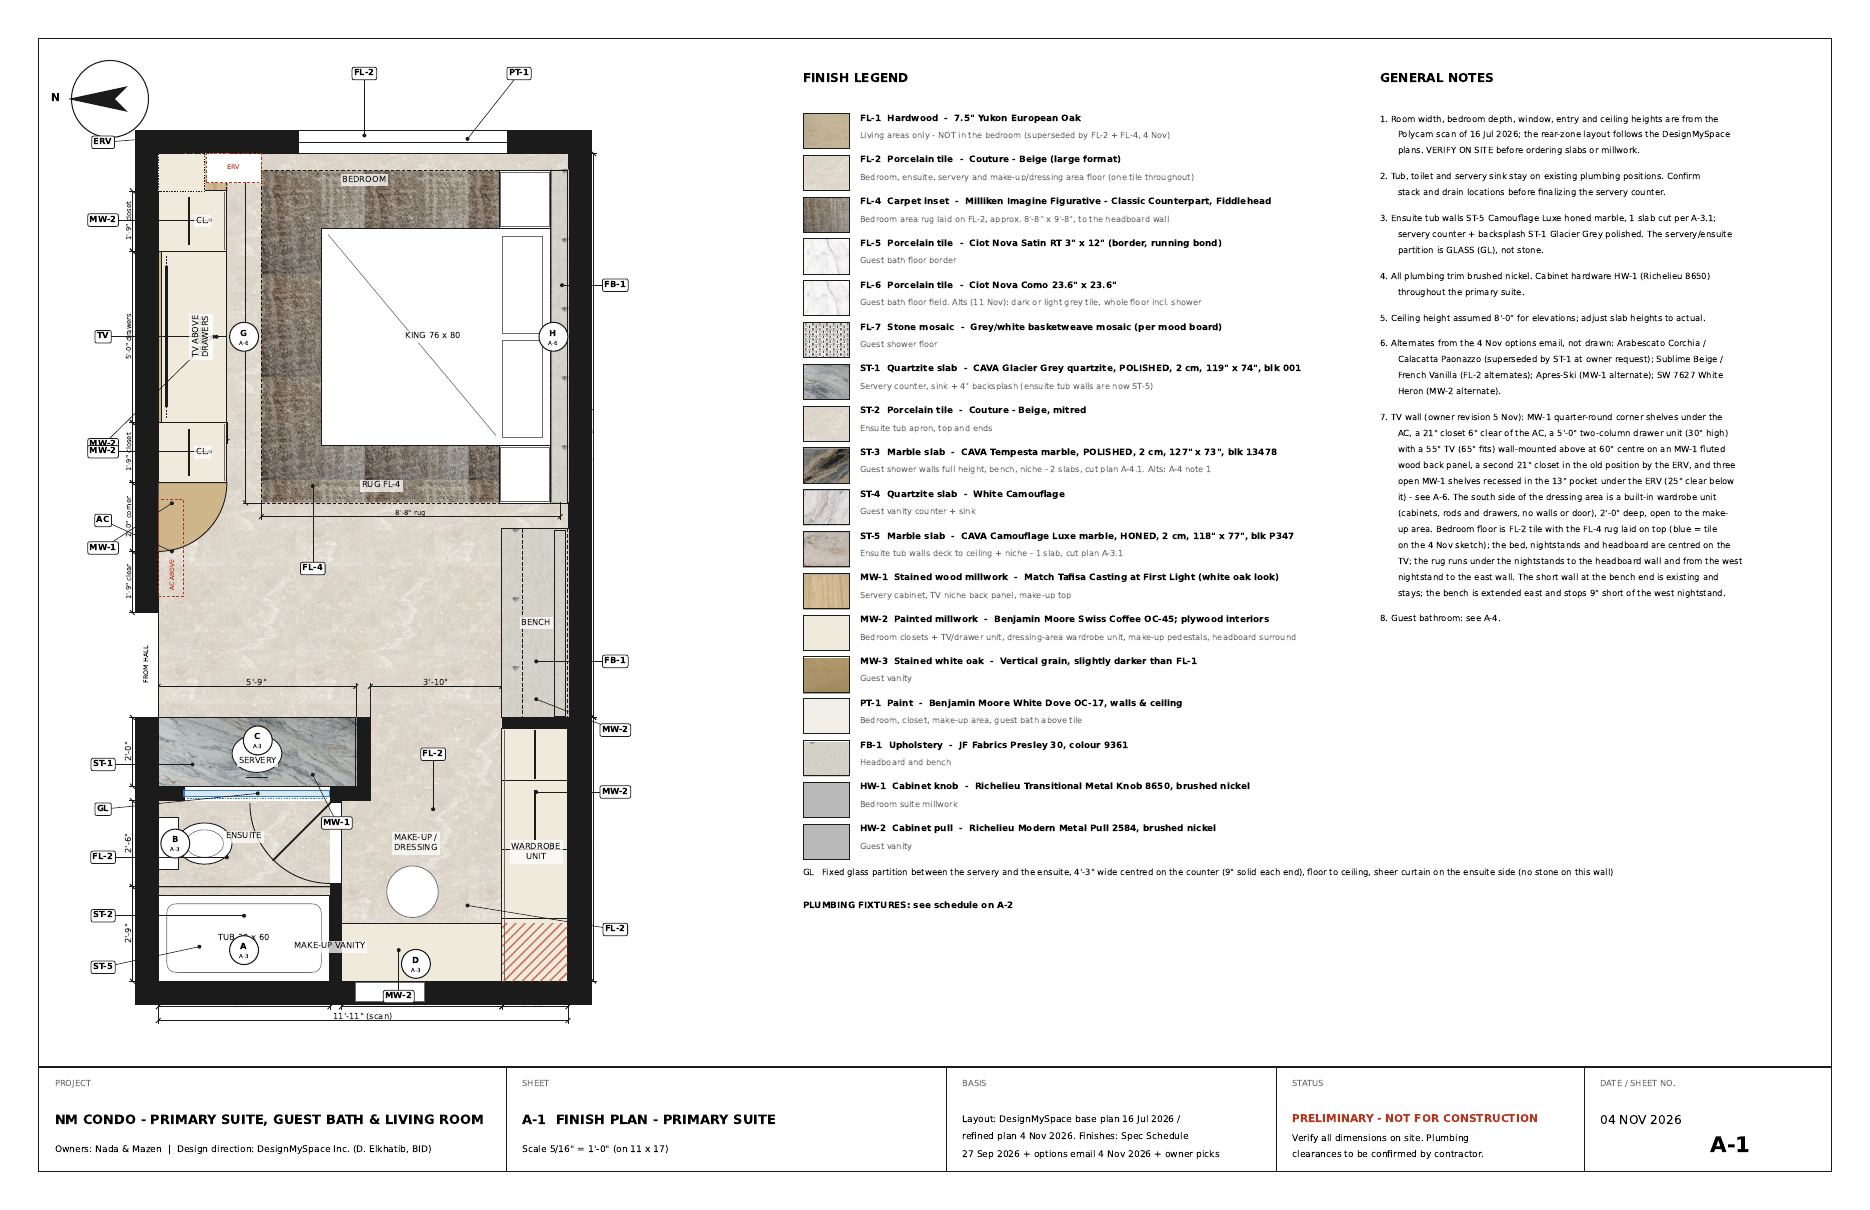 N
FL-2
PT-1
ERV
ERV
BEDROOM
MW-2
CL.
1'-9" closet
FB-1
TV
5'-0" drawers
TV ABOVE
DRAWERS
G
A-6
KING 76 x 80
H
A-6
MW-2
MW-2
1'-9" closet
CL.
RUG FL-4
8'-8" rug
AC
MW-1
1'-9" clear
AC ABOVE
FL-4
BENCH
FROM HALL
FB-1
5'-9"
3'-10"
MW-2
2'-0"
C
A-3
SERVERY
ST-1
FL-2
GL
MW-2
MW-1
2'-6"
B
A-3
ENSUITE
MAKE-UP /
DRESSING
WARDROBE
UNIT
FL-2
ST-2
FL-2
2'-9"
A
A-3
MAKE-UP VANITY
ST-5
D
A-3
MW-2
11'-11" (scan)
FINISH LEGEND
FL-1 Hardwood - 7.5" Yukon European Oak
Living areas only - NOT in the bedroom (superseded by FL-2 + FL-4, 4 Nov)
FL-2 Porcelain tile - Couture - Beige (large format)
Bedroom, ensuite, servery and make-up/dressing area floor (one tile throughout)
FL-4 Carpet inset - Milliken Imagine Figurative - Classic Counterpart, Fiddlehead
Bedroom area rug laid on FL-2, approx. 8'-8" x 9'-8", to the headboard wall
FL-5 Porcelain tile - Ciot Nova Satin RT 3" x 12" (border, running bond)
Guest bath floor border
FL-6 Porcelain tile - Ciot Nova Como 23.6" x 23.6"
Guest bath floor field. Alts (11 Nov): dark or light grey tile, whole floor incl. shower
FL-7 Stone mosaic - Grey/white basketweave mosaic (per mood board)
Guest shower floor
ST-1 Quartzite slab - CAVA Glacier Grey quartzite, POLISHED, 2 cm, 119" x 74", blk 001
Servery counter, sink + 4" backsplash (ensuite tub walls are now ST-5)
ST-2 Porcelain tile - Couture - Beige, mitred
Ensuite tub apron, top and ends
ST-3 Marble slab - CAVA Tempesta marble, POLISHED, 2 cm, 127" x 73", blk 13478
Guest shower walls full height, bench, niche - 2 slabs, cut plan A-4.1. Alts: A-4 note 1
ST-4 Quartzite slab - White Camouflage
Guest vanity counter + sink
ST-5 Marble slab - CAVA Camouflage Luxe marble, HONED, 2 cm, 118" x 77", blk P347
Ensuite tub walls deck to ceiling + niche - 1 slab, cut plan A-3.1
MW-1 Stained wood millwork - Match Tafisa Casting at First Light (white oak look)
Servery cabinet, TV niche back panel, make-up top
MW-2 Painted millwork - Benjamin Moore Swiss Coffee OC-45; plywood interiors
Bedroom closets + TV/drawer unit, dressing-area wardrobe unit, make-up pedestals, headboard surround
MW-3 Stained white oak - Vertical grain, slightly darker than FL-1
Guest vanity
PT-1 Paint - Benjamin Moore White Dove OC-17, walls & ceiling
Bedroom, closet, make-up area, guest bath above tile
FB-1 Upholstery - JF Fabrics Presley 30, colour 9361
Headboard and bench
HW-1 Cabinet knob - Richelieu Transitional Metal Knob 8650, brushed nickel
Bedroom suite millwork
HW-2 Cabinet pull - Richelieu Modern Metal Pull 2584, brushed nickel
Guest vanity
GL Fixed glass partition between the servery and the ensuite, 4'-3" wide centred on the counter (9" solid each end), floor to ceiling, sheer curtain on the ensuite side (no stone on this wall)
PLUMBING FIXTURES: see schedule on A-2
GENERAL NOTES
1. Room width, bedroom depth, window, entry and ceiling heights are from the
Polycam scan of 16 Jul 2026; the rear-zone layout follows the DesignMySpace
plans. VERIFY ON SITE before ordering slabs or millwork.
2. Tub, toilet and servery sink stay on existing plumbing positions. Confirm
stack and drain locations before finalizing the servery counter.
3. Ensuite tub walls ST-5 Camouflage Luxe honed marble, 1 slab cut per A-3.1;
servery counter + backsplash ST-1 Glacier Grey polished. The servery/ensuite
partition is GLASS (GL), not stone.
4. All plumbing trim brushed nickel. Cabinet hardware HW-1 (Richelieu 8650)
throughout the primary suite.
5. Ceiling height assumed 8'-0" for elevations; adjust slab heights to actual.
6. Alternates from the 4 Nov options email, not drawn: Arabescato Corchia /
Calacatta Paonazzo (superseded by ST-1 at owner request); Sublime Beige /
French Vanilla (FL-2 alternates); Apres-Ski (MW-1 alternate); SW 7627 White
Heron (MW-2 alternate).
7. TV wall (owner revision 5 Nov): MW-1 quarter-round corner shelves under the
AC, a 21" closet 6" clear of the AC, a 5'-0" two-column drawer unit (30" high)
with a 55" TV (65" fits) wall-mounted above at 60" centre on an MW-1 fluted
wood back panel, a second 21" closet in the old position by the ERV, and three
open MW-1 shelves recessed in the 13" pocket under the ERV (25" clear below
it) - see A-6. The south side of the dressing area is a built-in wardrobe unit
(cabinets, rods and drawers, no walls or door), 2'-0" deep, open to the make-
up area. Bedroom floor is FL-2 tile with the FL-4 rug laid on top (blue = tile
on the 4 Nov sketch); the bed, nightstands and headboard are centred on the
TV; the rug runs under the nightstands to the headboard wall and from the west
nightstand to the east wall. The short wall at the bench end is existing and
stays; the bench is extended east and stops 9" short of the west nightstand.
8. Guest bathroom: see A-4.
PROJECT
NM CONDO - PRIMARY SUITE, GUEST BATH & LIVING ROOM
Owners: Nada & Mazen | Design direction: DesignMySpace Inc. (D. Elkhatib, BID)
SHEET
A-1 FINISH PLAN - PRIMARY SUITE
Scale 5/16" = 1'-0" (on 11 x 17)
BASIS
Layout: DesignMySpace base plan 16 Jul 2026 /
refined plan 4 Nov 2026. Finishes: Spec Schedule
27 Sep 2026 + options email 4 Nov 2026 + owner picks
STATUS
PRELIMINARY - NOT FOR CONSTRUCTION
Verify all dimensions on site. Plumbing
clearances to be confirmed by contractor.
DATE / SHEET NO.
04 NOV 2026
A-1